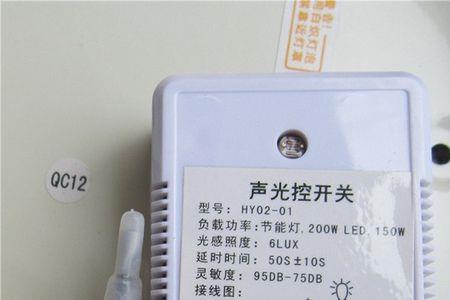 QC12
声光控开关
型号: HY02-01
负载功率: 节能灯, 200W LED, 150W
光感照度: 6LUX
延时时间: 50S±10S
灵敏度: 95DB-75DB
接线图: